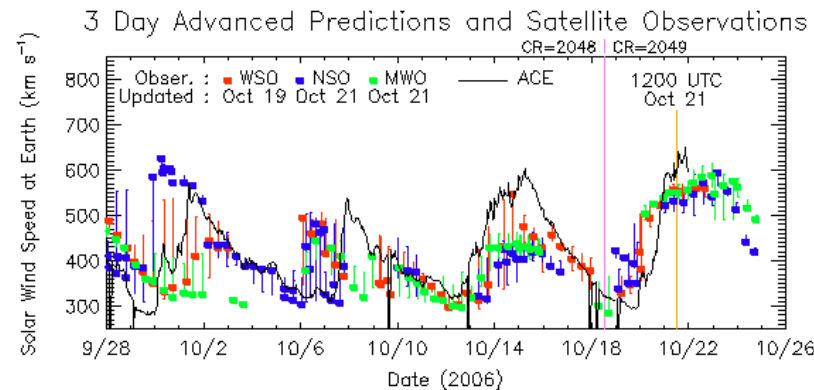 3 Day Advanced Predictions and Satellite Observations
CR=2048 CR=2049
Obser. : WSO NSO MWO ACE
Updated : Oct 19 Oct 21 Oct 21
1200 UTC
Oct 21
Solar Wind Speed at Earth (km s⁻¹)
800
700
600
500
400
300
9/28 10/2 10/6 10/10 10/14 10/18 10/22 10/26
Date (2006)